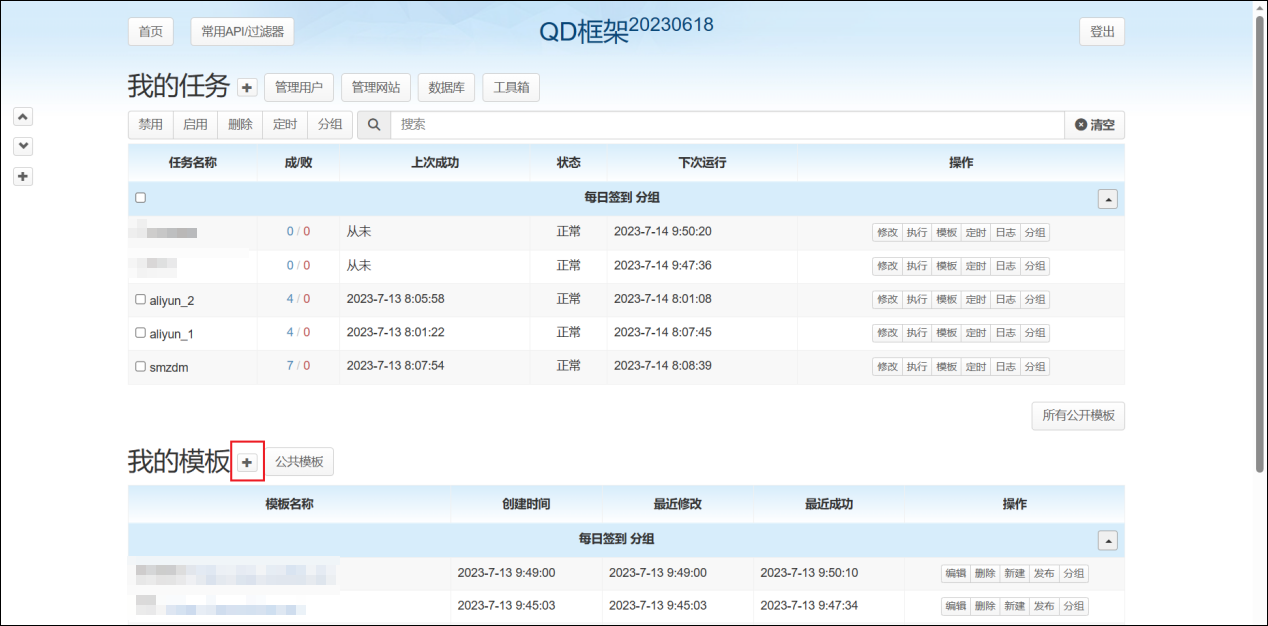 首页 常用API/过滤器 QD框架20230618 登出
我的任务 管理用户 管理网站 数据库 工具箱
禁用 启用 删除 定时 分组 搜索 清空
任务名称 成/败 上次成功 状态 下次运行 操作
每日签到 分组
0 / 0 从未 正常 2023-7-14 9:50:20 修改 执行 模板 定时 日志 分组
0 / 0 从未 正常 2023-7-14 9:47:36 修改 执行 模板 定时 日志 分组
aliyun_2 4 / 0 2023-7-13 8:05:58 正常 2023-7-14 8:01:08 修改 执行 模板 定时 日志 分组
aliyun_1 4 / 0 2023-7-13 8:01:22 正常 2023-7-14 8:07:45 修改 执行 模板 定时 日志 分组
smzdm 7 / 0 2023-7-13 8:07:54 正常 2023-7-14 8:08:39 修改 执行 模板 定时 日志 分组
所有公开模板
我的模板 公共模板
模板名称 创建时间 最近修改 最近成功 操作
每日签到 分组
2023-7-13 9:49:00 2023-7-13 9:49:00 2023-7-13 9:50:10 编辑 删除 新建 发布 分组
2023-7-13 9:45:03 2023-7-13 9:45:03 2023-7-13 9:47:34 编辑 删除 新建 发布 分组